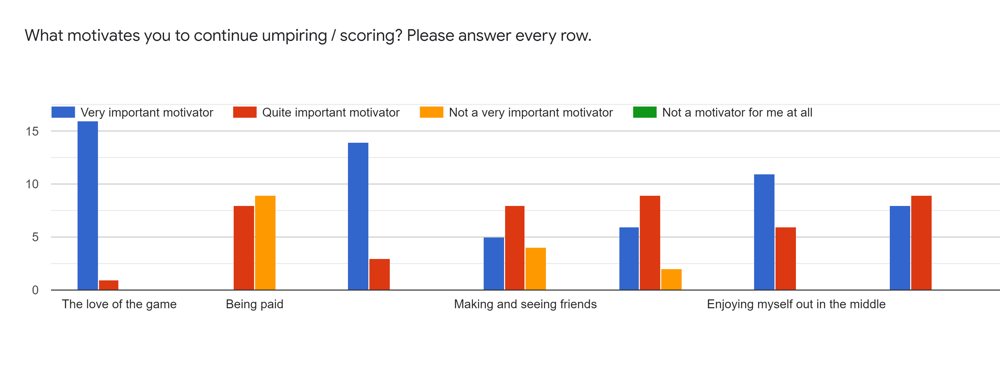 What motivates you to continue umpiring / scoring? Please answer every row.
Very important motivator Quite important motivator Not a very important motivator Not a motivator for me at all
15
10
5
0
The love of the game Being paid Making and seeing friends Enjoying myself out in the middle